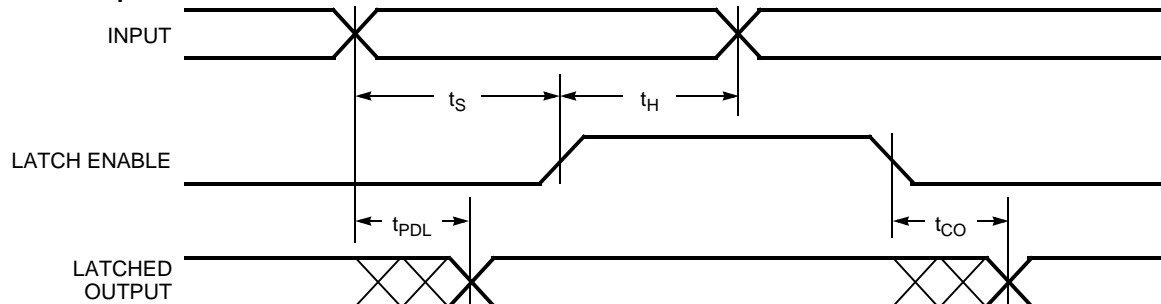 INPUT
tS
tH
LATCH ENABLE
tPDL
tCO
LATCHED
OUTPUT